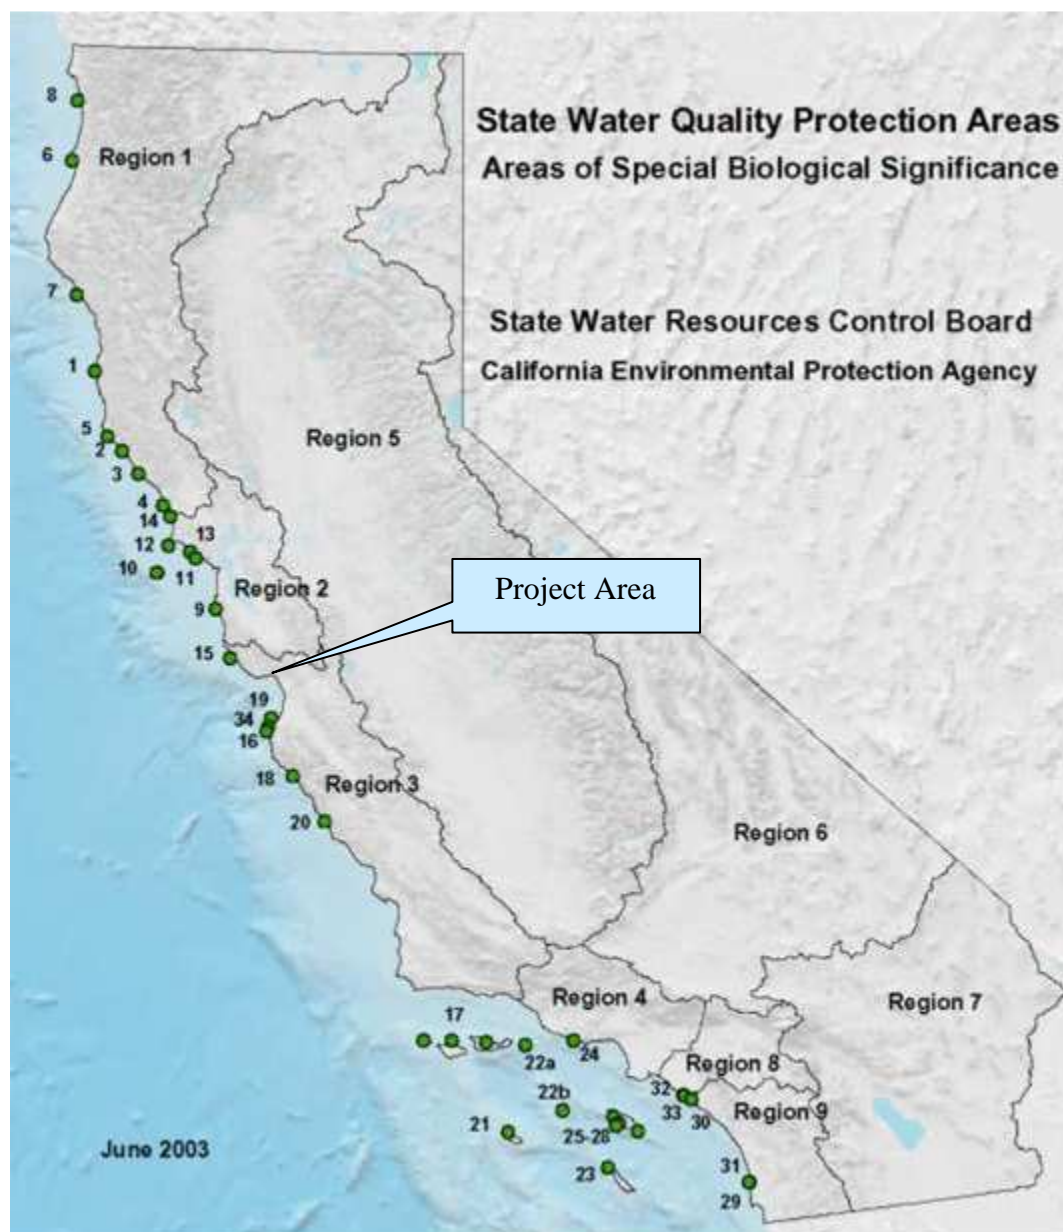 State Water Quality Protection Areas
Areas of Special Biological Significance
8
6
Region 1
7
State Water Resources Control Board
California Environmental Protection Agency
1
5
2
Region 5
3
4
14
13
12
10
11
Project Area
Region 2
9
15
19
34
16
18
Region 3
20
Region 6
Region 4
Region 7
17
24
22a
Region 8
32
22b
33
30
Region 9
21
25-28
June 2003
23
31
29